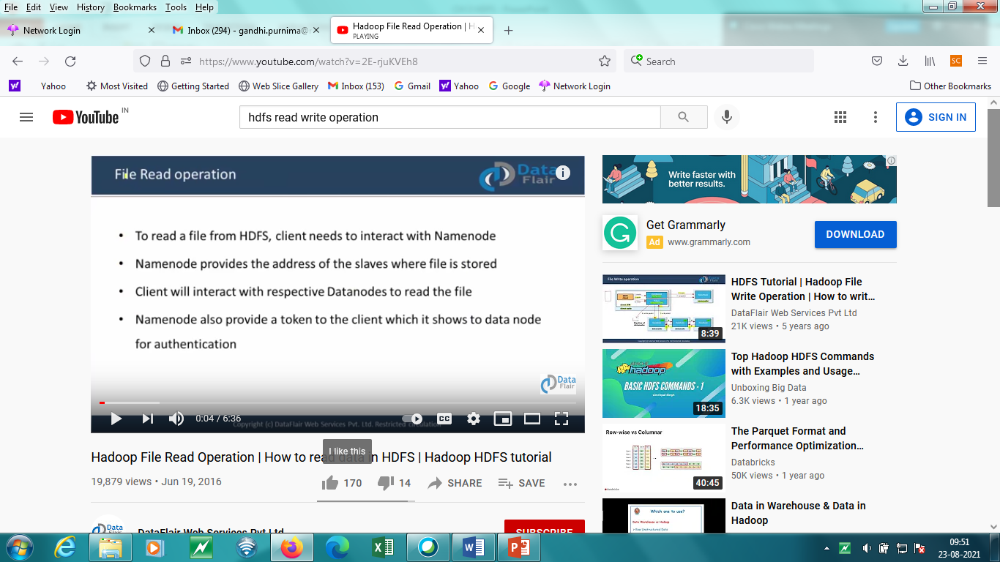 File Edit View History Bookmarks Tools Help
Network Login
Inbox (294) - gandhi.purnima@
Hadoop File Read Operation | H
PLAYING
https://www.youtube.com/watch?v=2E-rjuKVEh8
Search
Yahoo Most Visited Getting Started Web Slice Gallery Inbox (153) Gmail Yahoo Google Network Login Other Bookmarks
YouTube IN
hdfs read write operation
SIGN IN
File Read operation
Data Flair
• To read a file from HDFS, client needs to interact with Namenode
• Namenode provides the address of the slaves where file is stored
• Client will interact with respective Datanodes to read the file
• Namenode also provide a token to the client which it shows to data node
for authentication
Data
Flair
0:04 / 6:36
CC
Copyright (c) DataFlair Web Services Pvt. Ltd. Restricted circulation
I like this
Hadoop File Read Operation | How to read data in HDFS | Hadoop HDFS tutorial
19,879 views • Jun 19, 2016
170 14 SHARE SAVE
DataFlair Web Services Pvt Ltd
SUBSCRIBE
Write faster with
better results.
Get Grammarly
Ad www.grammarly.com
DOWNLOAD
File Write operation
8:39
HDFS Tutorial | Hadoop File
Write Operation | How to writ...
DataFlair Web Services Pvt Ltd
21K views • 5 years ago
APACHE
hadoop
BASIC HDFS COMMANDS - 1
Amritpal Singh
18:35
Top Hadoop HDFS Commands
with Examples and Usage...
Unboxing Big Data
6.3K views • 1 year ago
Row-wise vs Columnar
40:45
The Parquet Format and
Performance Optimization...
Databricks
50K views • 1 year ago
Which one to use?
Data Warehouse vs Hadoop
Data in Warehouse & Data in
Hadoop
09:51
23-08-2021